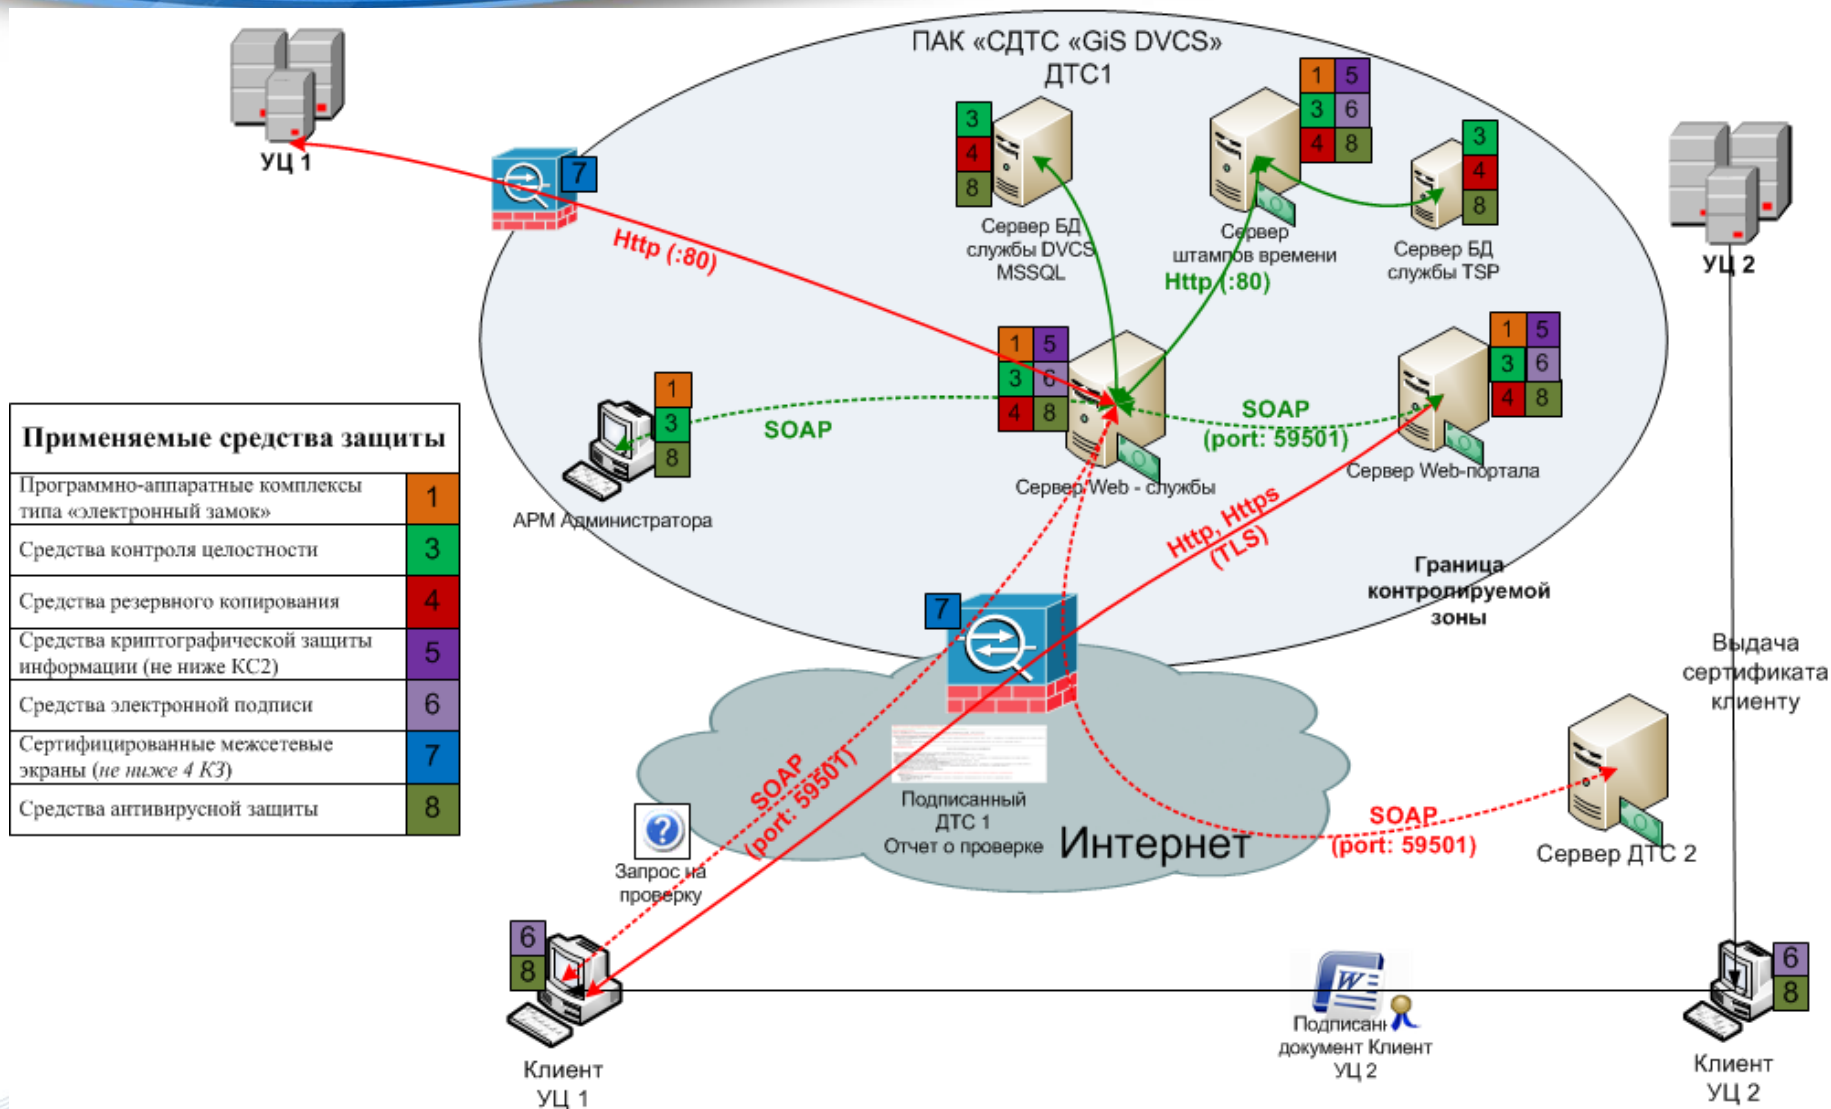 ПАК «СДТС «GiS DVCS»
ДТС1
УЦ 1
7
3
4
8
Сервер БД
службы DVCS
MSSQL
1 5
3 6
4 8
Сервер
штампов времени
3
4
8
Сервер БД
службы TSP
УЦ 2
Http (:80)
Http (:80)
1
3
8
АРМ Администратора
SOAP
1 5
3 6
4 8
Сервер Web - службы
SOAP
(port: 59501)
1 5
3 6
4 8
Сервер Web-портала
Http, Https
(TLS)
Граница
контролируемой
зоны
Применяемые средства защиты
Программно-аппаратные комплексы
типа «электронный замок»
1
Средства контроля целостности
3
Средства резервного копирования
4
Средства криптографической защиты
информации (не ниже КС2)
5
Средства электронной подписи
6
Сертифицированные межсетевые
экраны (не ниже 4 КЗ)
7
Средства антивирусной защиты
8
7
Выдача
сертификата
клиенту
SOAP
(port: 59501)
Подписанный
ДТС 1
Отчет о проверке
Интернет
SOAP
(port: 59501)
Сервер ДТС 2
?
Запрос на
проверку
6
8
Клиент
УЦ 1
W
Подписан
документ Клиент
УЦ 2
6
8
Клиент
УЦ 2